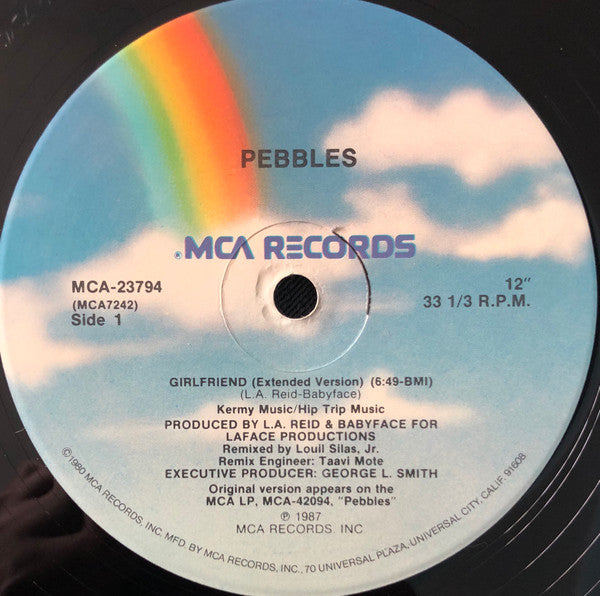 PEBBLES
®MCA RECORDS
MCA-23794
(MCA7242)
Side 1
12"
33 1/3 R.P.M.
GIRLFRIEND (Extended Version) (6:49-BMI)
(L.A. Reid-Babyface)
Kermy Music/Hip Trip Music
PRODUCED BY L.A. REID & BABYFACE FOR
LAFACE PRODUCTIONS
Remixed by Louil Silas, Jr.
Remix Engineer: Taavi Mote
EXECUTIVE PRODUCER: GEORGE L. SMITH
Original version appears on the
MCA LP, MCA-42094, "Pebbles"
℗ 1987
MCA RECORDS, INC
©1980 MCA RECORDS, INC. MFD. BY MCA RECORDS, INC., 70 UNIVERSAL PLAZA, UNIVERSAL CITY, CALIF. 91608